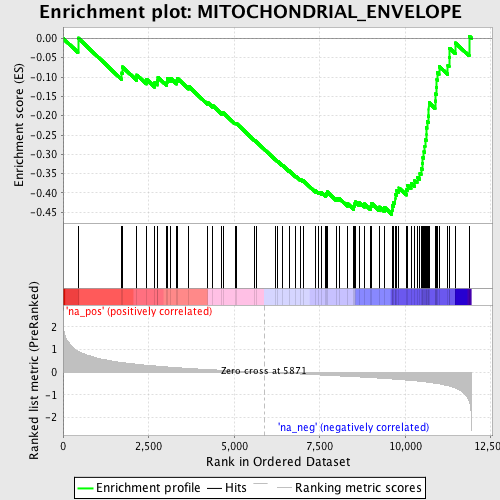 Enrichment plot: MITOCHONDRIAL_ENVELOPE
Enrichment score (ES)
0.00
-0.05
-0.10
-0.15
-0.20
-0.25
-0.30
-0.35
-0.40
-0.45
'na_pos' (positively correlated)
Ranked list metric (PreRanked)
2
1
0
-1
-2
Zero cross at 5871
'na_neg' (negatively correlated)
0 2,500 5,000 7,500 10,000 12,500
Rank in Ordered Dataset
Enrichment profile Hits Ranking metric scores